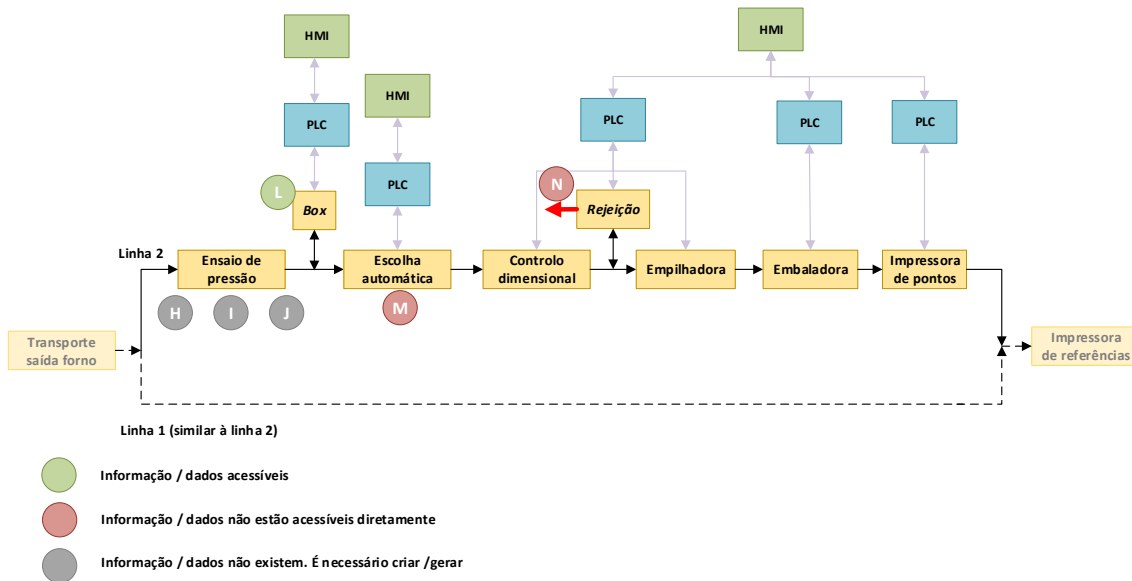 HMI
HMI
HMI
PLC
PLC
PLC
PLC
PLC
L
N
Box
Rejeição
Linha 2
Ensaio de
pressão
Escolha
automática
Controlo
dimensional
Empilhadora
Embaladora
Impressora
de pontos
H
I
J
M
Transporte
saída forno
Impressora
de referências
Linha 1 (similar à linha 2)
Informação / dados acessíveis
Informação / dados não estão acessíveis diretamente
Informação / dados não existem. É necessário criar /gerar